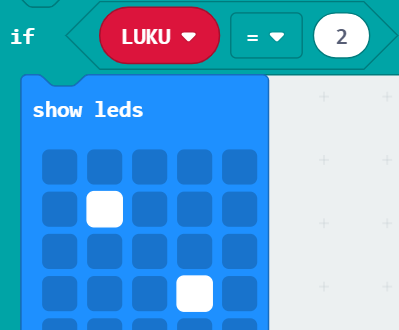 if LUKU = 2
show leds